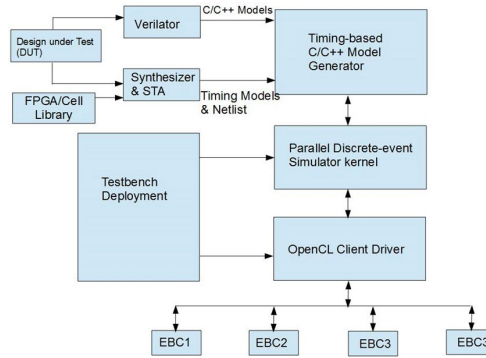 C/C++ Models
Verilator
Design under Test
(DUT)
Timing-based
C/C++ Model
Generator
Synthesizer
& STA
FPGA/Cell
Library
Timing Models
& Netlist
Parallel Discrete-event
Simulator kernel
Testbench
Deployment
OpenCL Client Driver
EBC1
EBC2
EBC3
EBC3